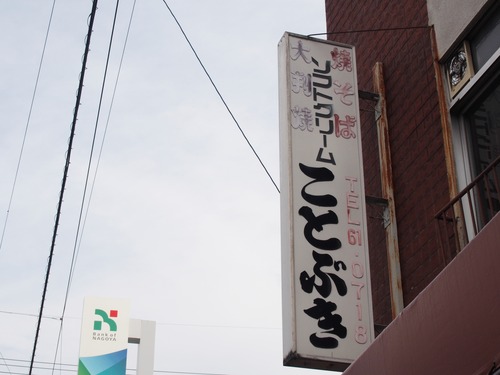 焼そば
大判焼
ソフトクリーム
ことぶき
TEL 61-0718
Bank of
NAGOYA